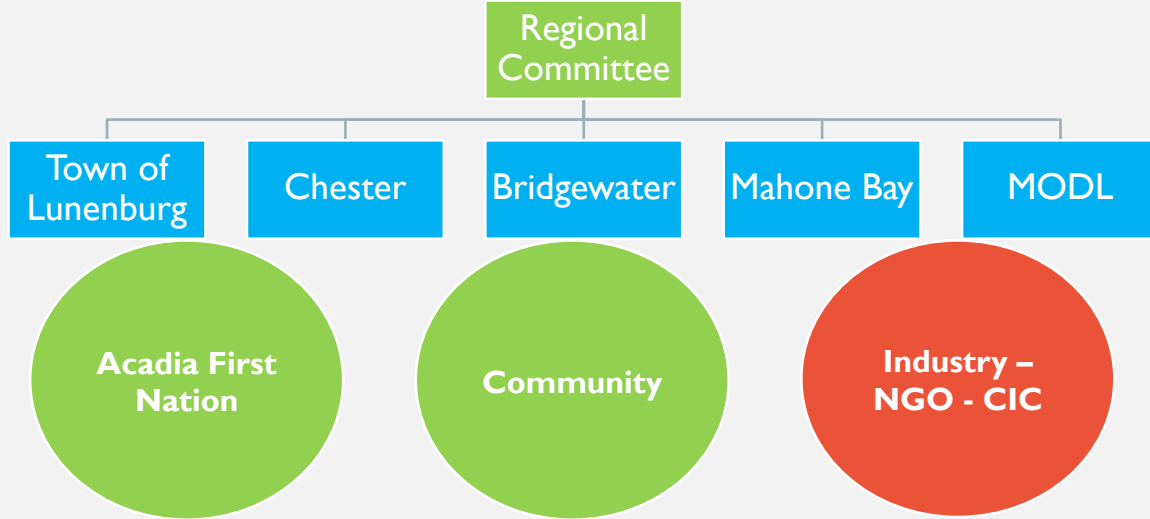 Regional
Committee
Town of
Lunenburg
Chester
Bridgewater
Mahone Bay
MODL
Acadia First
Nation
Community
Industry –
NGO - CIC